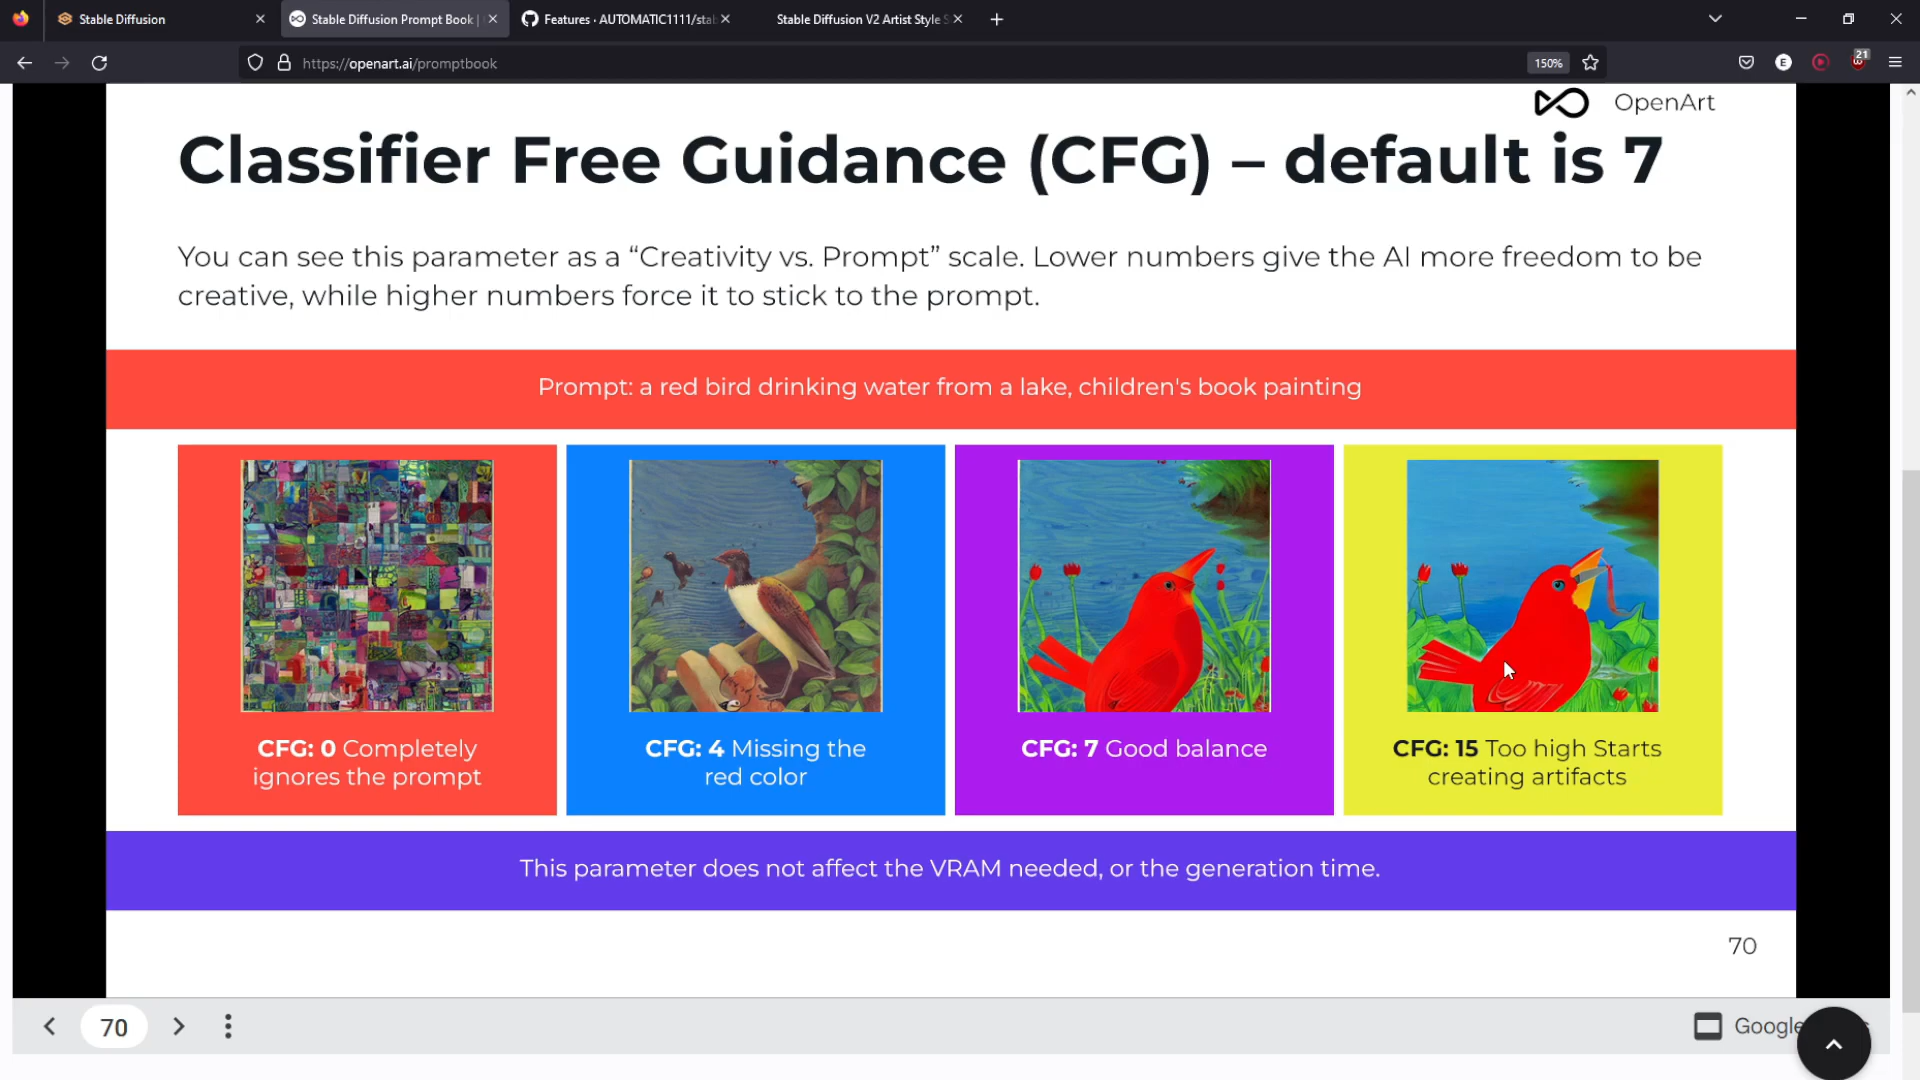 Stable Diffusion
Stable Diffusion Prompt Book |
Features · AUTOMATIC1111/stab
Stable Diffusion V2 Artist Style S
https://openart.ai/promptbook
150%
E
21
OpenArt
Classifier Free Guidance (CFG) – default is 7
You can see this parameter as a “Creativity vs. Prompt” scale. Lower numbers give the AI more freedom to be
creative, while higher numbers force it to stick to the prompt.
Prompt: a red bird drinking water from a lake, children's book painting
CFG: 0 Completely
ignores the prompt
CFG: 4 Missing the
red color
CFG: 7 Good balance
CFG: 15 Too high Starts
creating artifacts
This parameter does not affect the VRAM needed, or the generation time.
70
70
Google